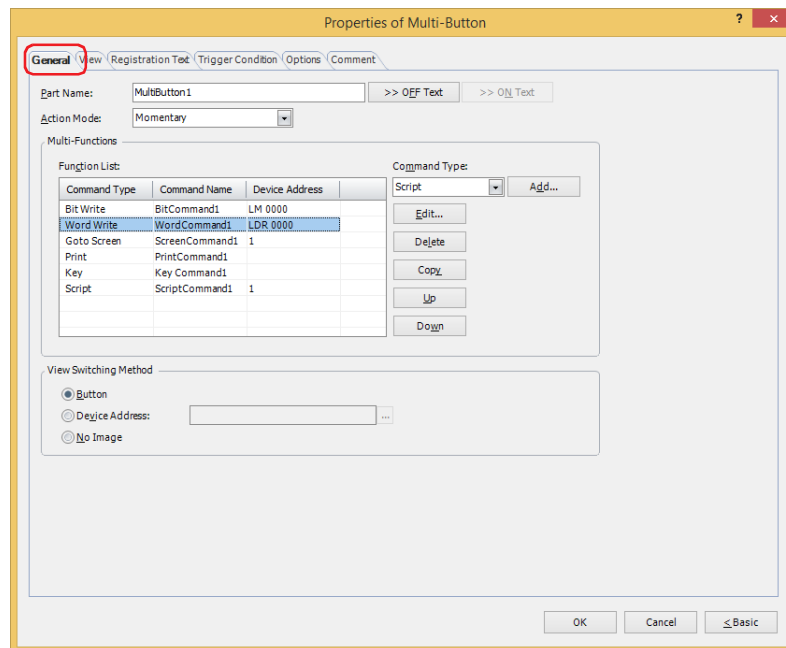 Properties of Multi-Button
?
General View Registration Text Trigger Condition Options Comment
Part Name: MultiButton1 >> OFF Text >> ON Text
Action Mode: Momentary
Multi-Functions
Function List: Command Type:
Command Type Command Name Device Address Script Add...
Bit Write BitCommand1 LM 0000
Word Write WordCommand1 LDR 0000
Goto Screen ScreenCommand1 1
Print PrintCommand1
Key Key Command1
Script ScriptCommand1 1
Edit...
Delete
Copy
Up
Down
View Switching Method
Button
Device Address: ...
No Image
OK Cancel < Basic